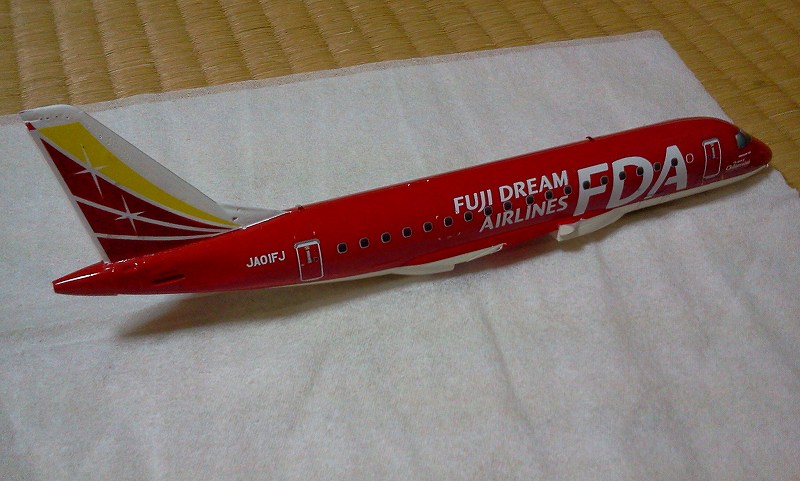 FUJI DREAM
AIRLINES
FDA
JA01FJ